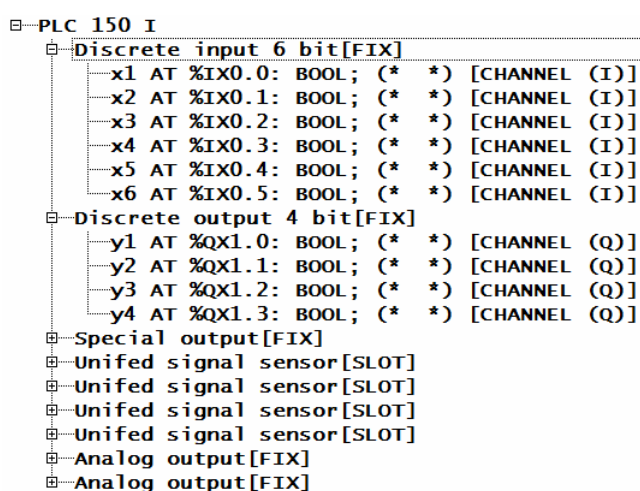 PLC 150 I
Discrete input 6 bit[FIX]
x1 AT %IX0.0: BOOL; (* *) [CHANNEL (I)]
x2 AT %IX0.1: BOOL; (* *) [CHANNEL (I)]
x3 AT %IX0.2: BOOL; (* *) [CHANNEL (I)]
x4 AT %IX0.3: BOOL; (* *) [CHANNEL (I)]
x5 AT %IX0.4: BOOL; (* *) [CHANNEL (I)]
x6 AT %IX0.5: BOOL; (* *) [CHANNEL (I)]
Discrete output 4 bit[FIX]
y1 AT %QX1.0: BOOL; (* *) [CHANNEL (Q)]
y2 AT %QX1.1: BOOL; (* *) [CHANNEL (Q)]
y3 AT %QX1.2: BOOL; (* *) [CHANNEL (Q)]
y4 AT %QX1.3: BOOL; (* *) [CHANNEL (Q)]
Special output[FIX]
Unifed signal sensor[SLOT]
Unifed signal sensor[SLOT]
Unifed signal sensor[SLOT]
Unifed signal sensor[SLOT]
Analog output[FIX]
Analog output[FIX]